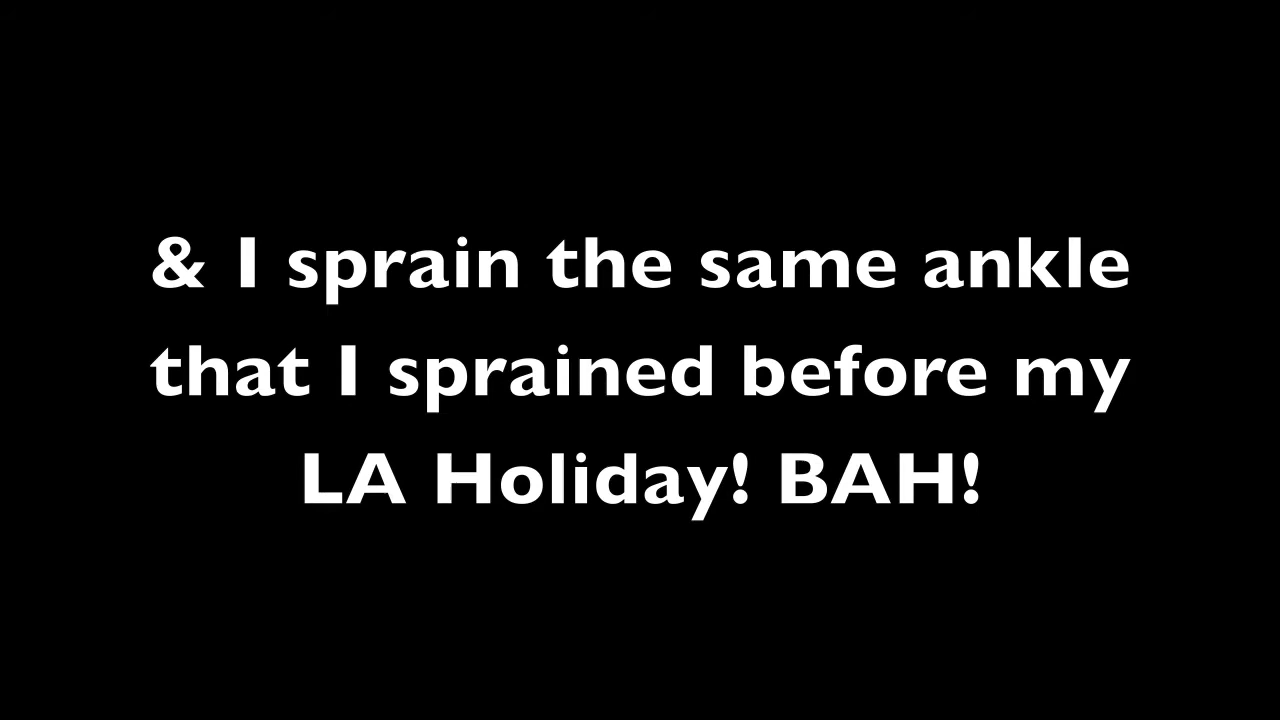 & I sprain the same ankle
that I sprained before my
LA Holiday! BAH!